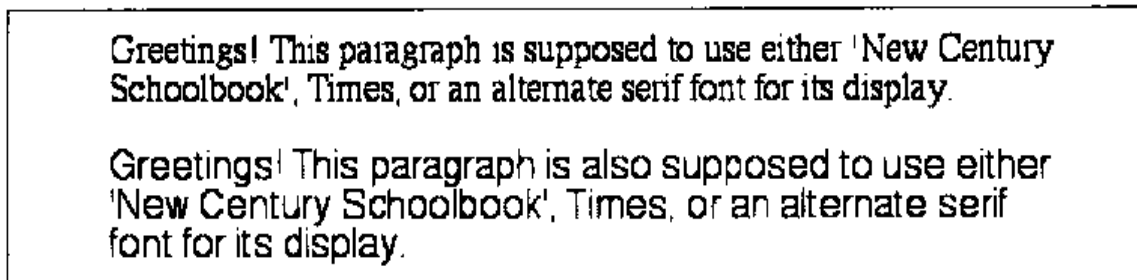 Greetings! This paragraph is supposed to use either 'New Century
Schoolbook', Times, or an alternate serif font for its display.
Greetings! This paragraph is also supposed to use either
'New Century Schoolbook', Times, or an alternate serif
font for its display.